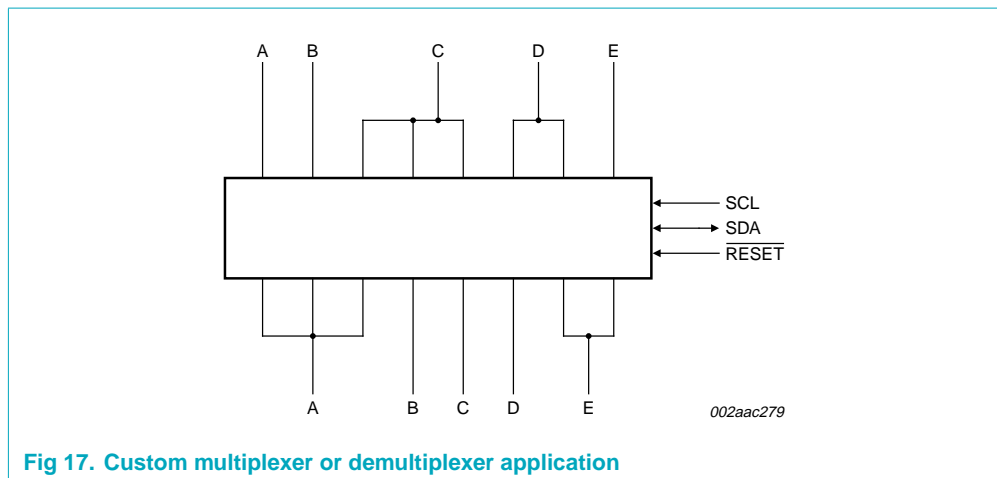 A B C D E
SCL
SDA
RESET
A B C D E
002aac279
Fig 17. Custom multiplexer or demultiplexer application